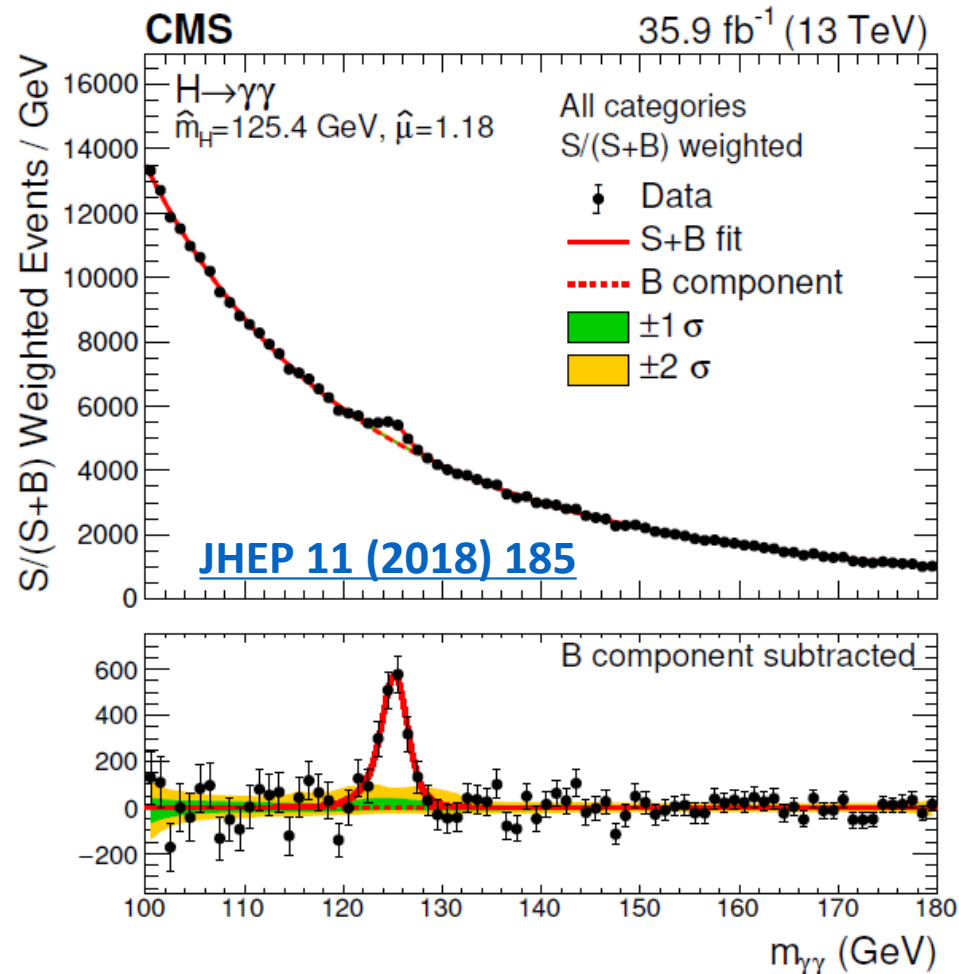 CMS
35.9 fb⁻¹ (13 TeV)
S/(S+B) Weighted Events / GeV
16000
14000
12000
10000
8000
6000
4000
2000
0
H→γγ
m̂_H=125.4 GeV, μ̂=1.18
All categories
S/(S+B) weighted
Data
S+B fit
B component
±1 σ
±2 σ
JHEP 11 (2018) 185
B component subtracted
600
400
200
0
−200
100 110 120 130 140 150 160 170 180
m_γγ (GeV)